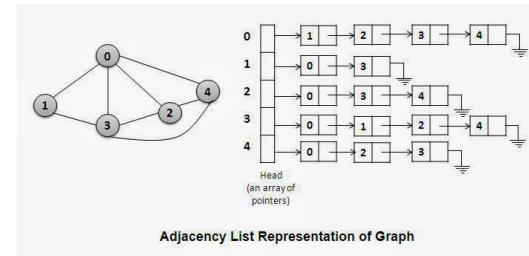 0
1
4
2
3
0 1 2 3 4
1 0 3
2 0 3 4
3 0 1 2 4
4 0 2 3
Head
(an array of
pointers)
Adjacency List Representation of Graph